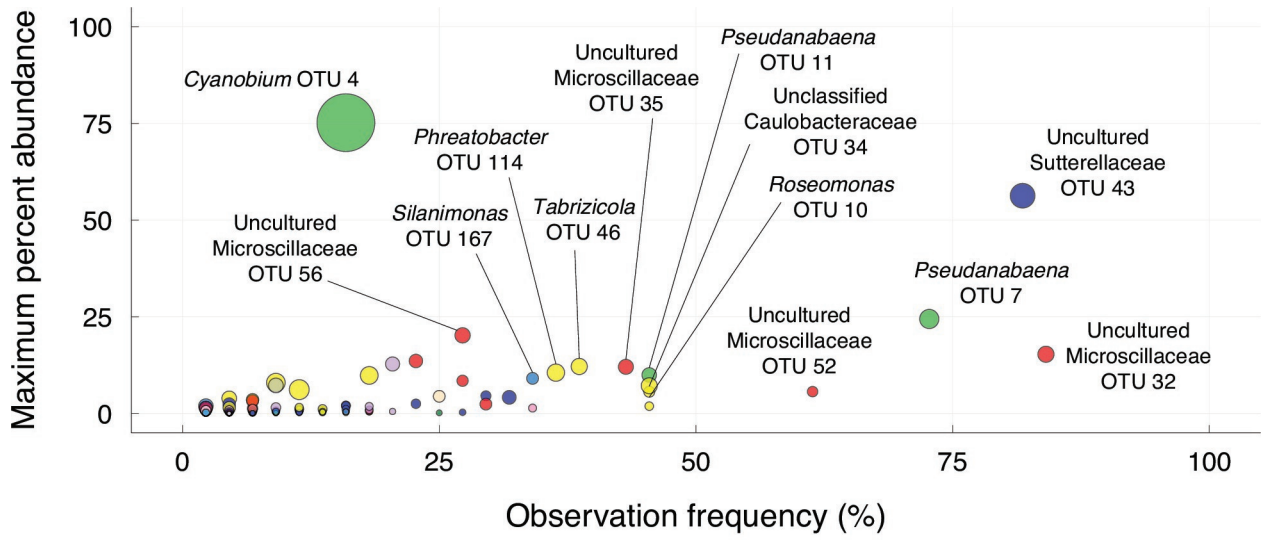 Maximum percent abundance
100
75
50
25
0
Cyanobium OTU 4
Uncultured
Microscillaceae
OTU 56
Phreatobacter
OTU 114
Silanimonas
OTU 167
Tabrizicola
OTU 46
Uncultured
Microscillaceae
OTU 35
Pseudanabaena
OTU 11
Unclassified
Caulobacteraceae
OTU 34
Roseomonas
OTU 10
Uncultured
Sutterellaceae
OTU 43
Pseudanabaena
OTU 7
Uncultured
Microscillaceae
OTU 52
Uncultured
Microscillaceae
OTU 32
0
25
50
75
100
Observation frequency (%)